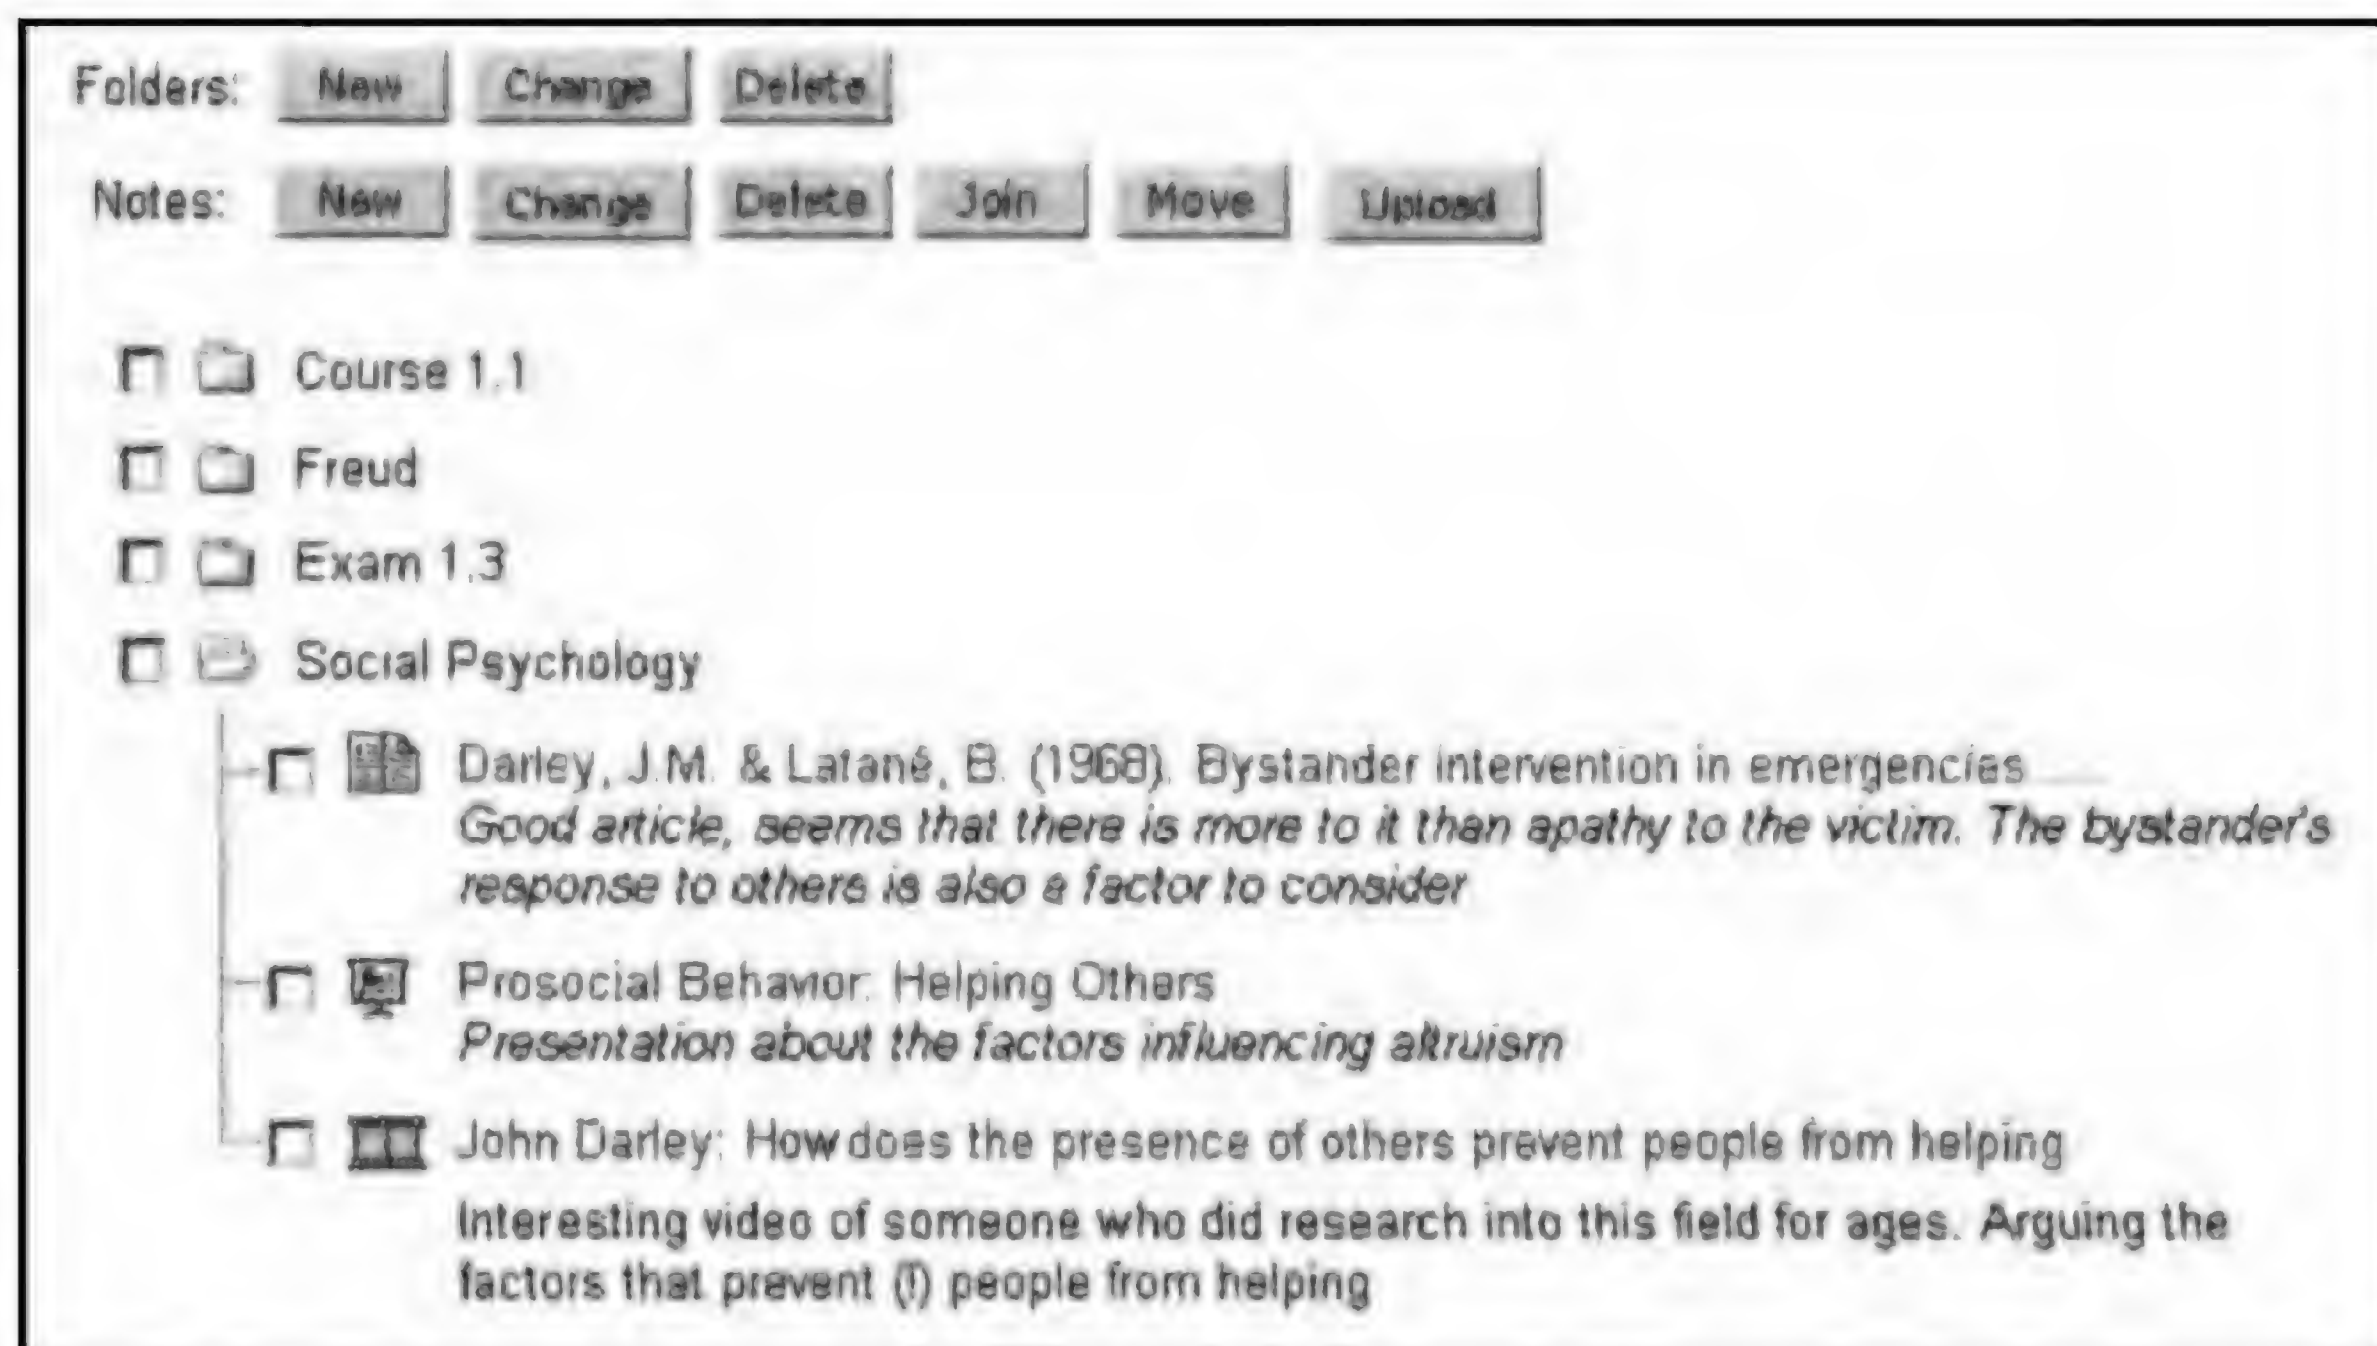 Folders: New Change Delete
Notes: New Change Delete Join Move Upload
Course 1.1
Freud
Exam 1.3
Social Psychology
Darley, J.M. & Latané, B. (1968). Bystander intervention in emergencies
Good article, seems that there is more to it than apathy to the victim. The bystander's
response to others is also a factor to consider
Prosocial Behavior: Helping Others
Presentation about the factors influencing altruism
John Darley: How does the presence of others prevent people from helping
Interesting video of someone who did research into this field for ages. Arguing the
factors that prevent (!) people from helping